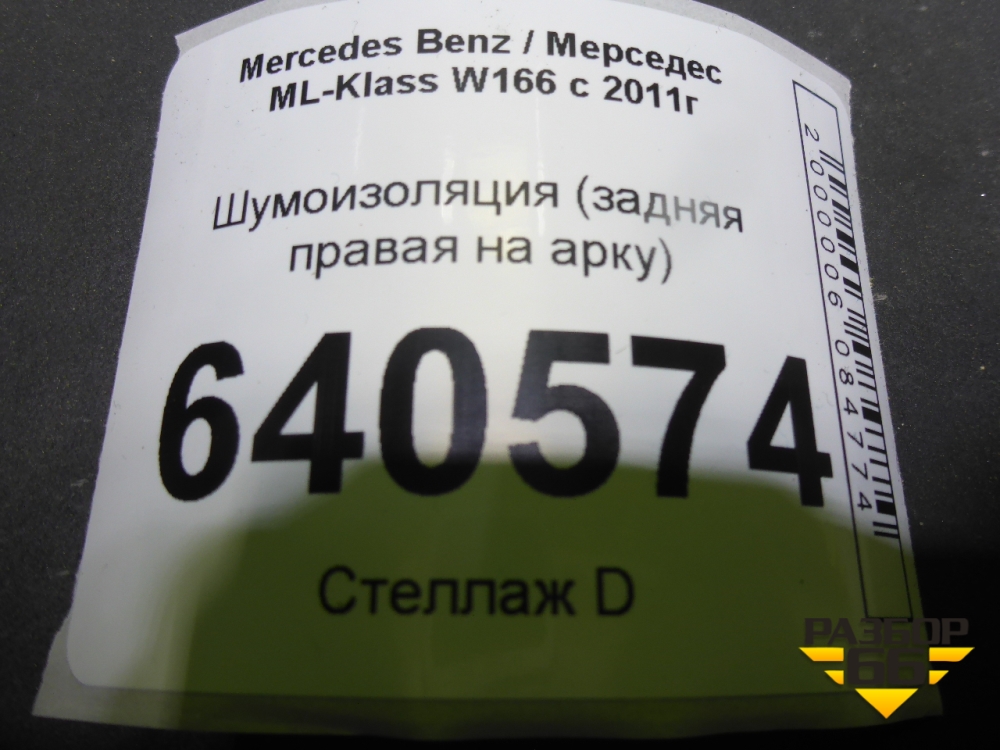 Mercedes Benz / Мерседес
ML-Klass W166 с 2011г
Шумоизоляция (задняя
правая на арку)
640574
Стеллаж D
2000006084774
РАЗБОР
66